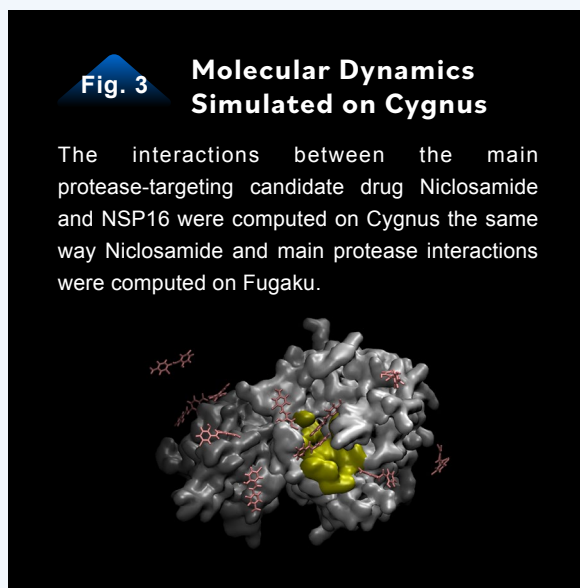 Fig. 3
Molecular Dynamics
Simulated on Cygnus
The interactions between the main
protease-targeting candidate drug Niclosamide
and NSP16 were computed on Cygnus the same
way Niclosamide and main protease interactions
were computed on Fugaku.